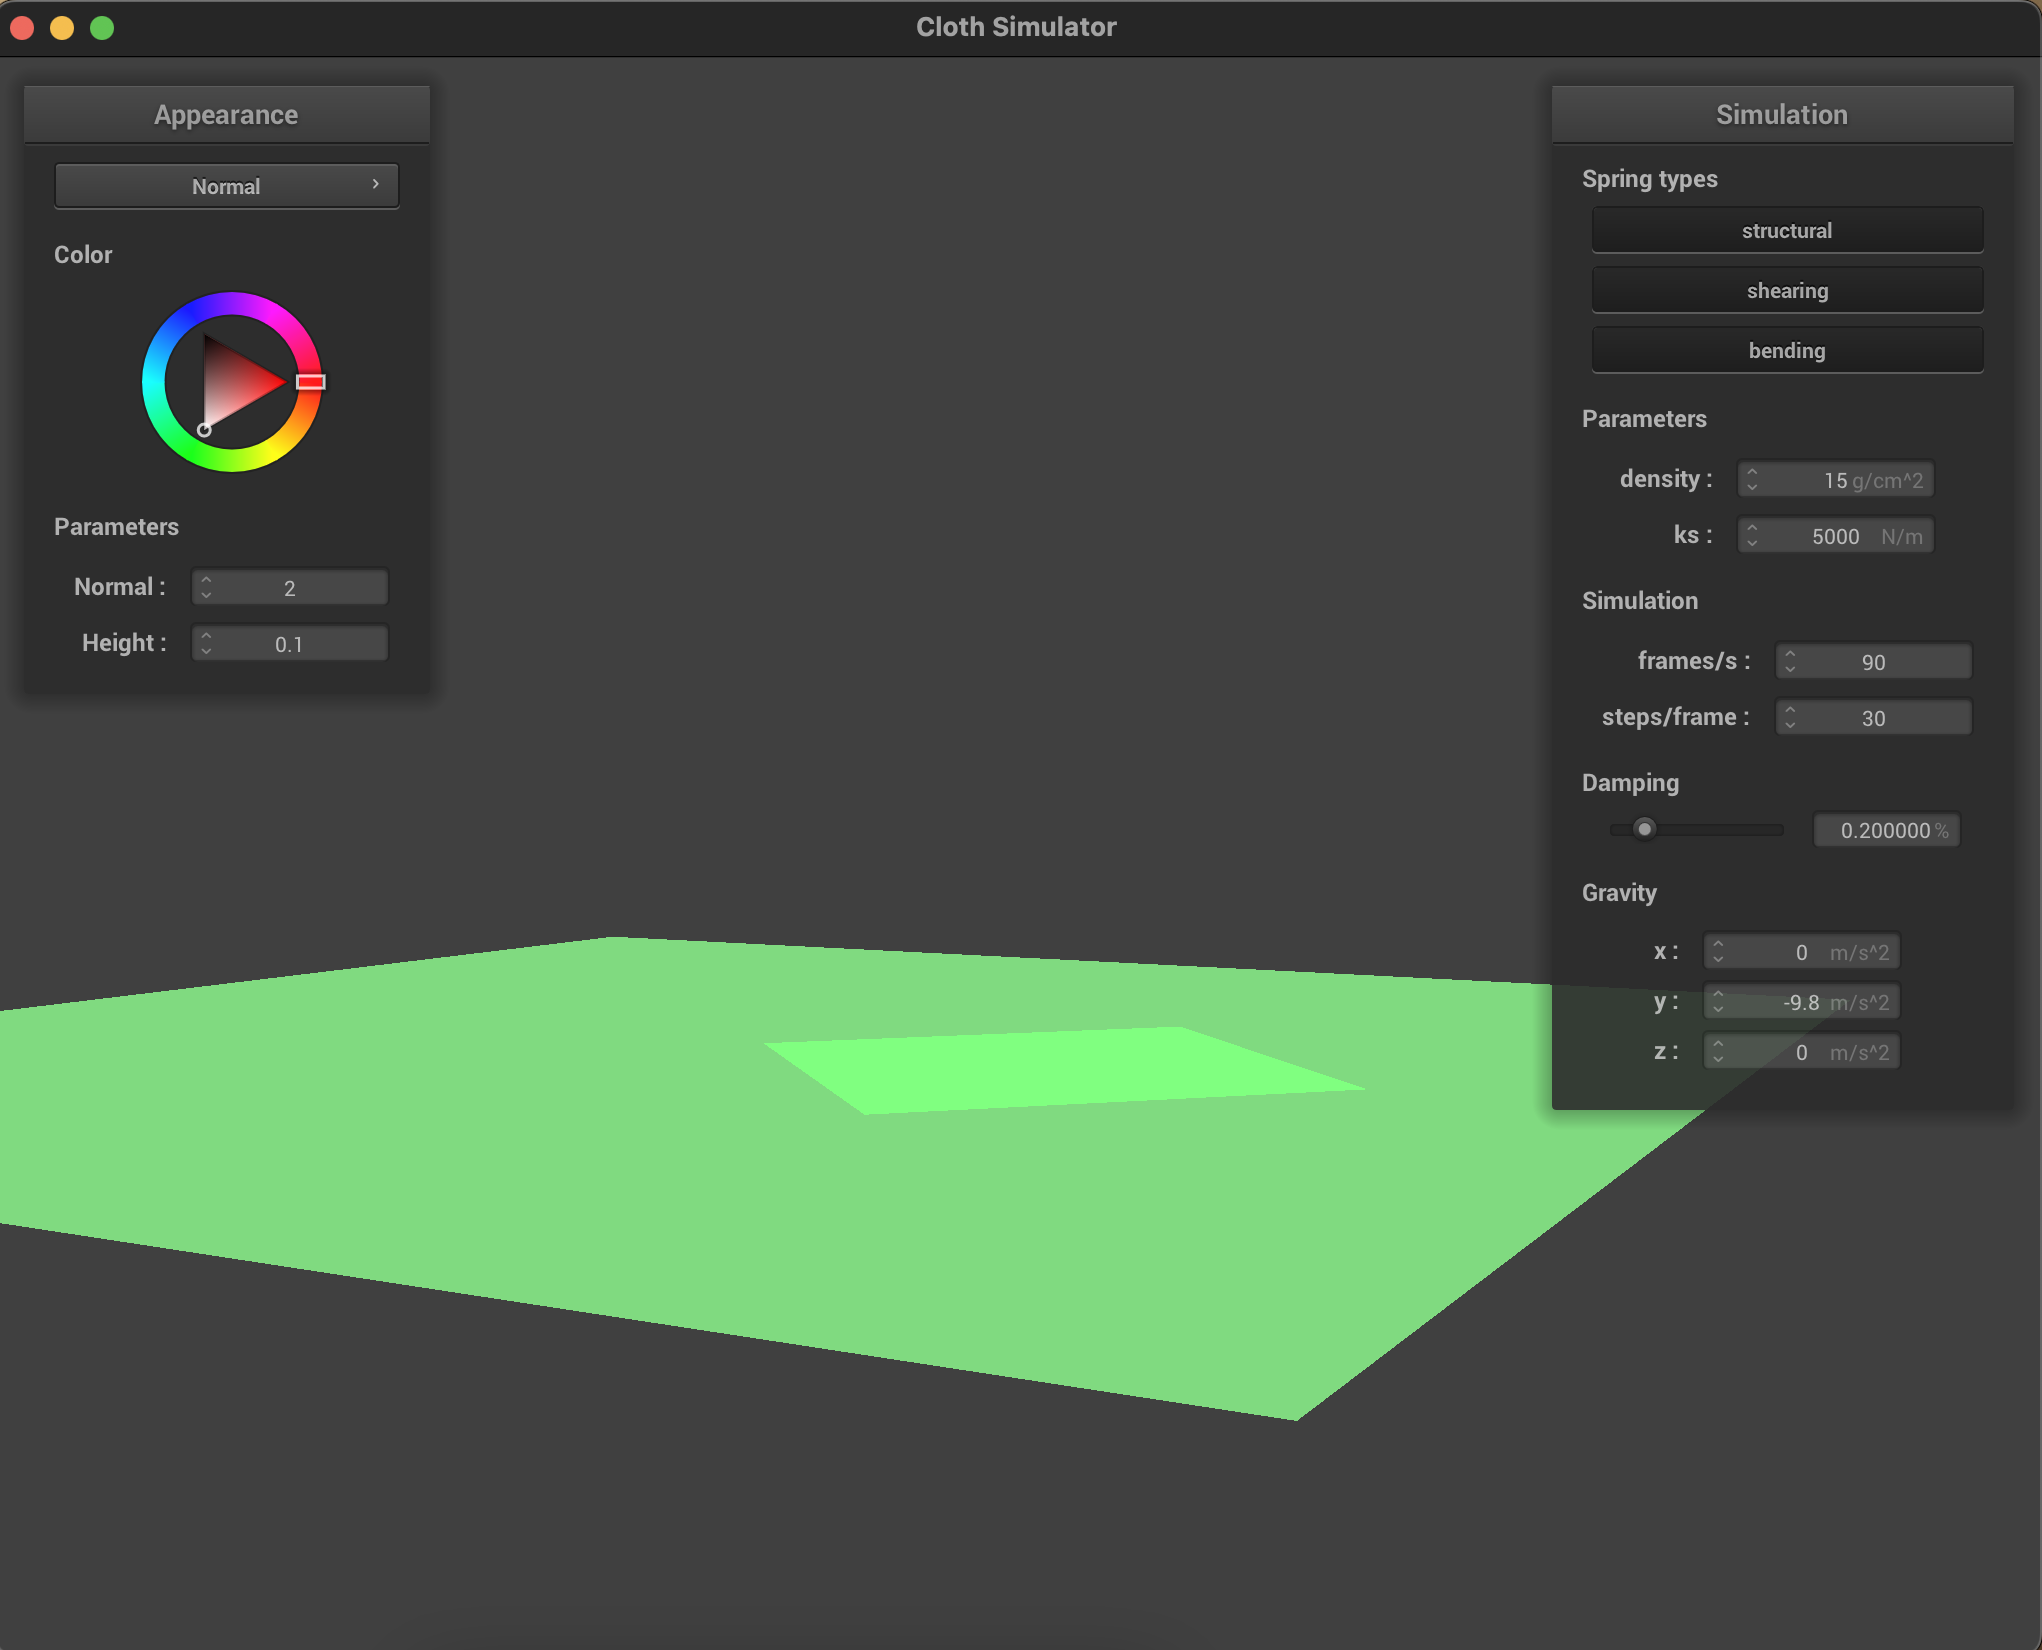 Cloth Simulator
Appearance
Normal
Color
Parameters
Normal : 2
Height : 0.1
Simulation
Spring types
structural
shearing
bending
Parameters
density : 15 g/cm^2
ks : 5000 N/m
Simulation
frames/s : 90
steps/frame : 30
Damping
0.200000 %
Gravity
x : 0 m/s^2
y : -9.8 m/s^2
z : 0 m/s^2